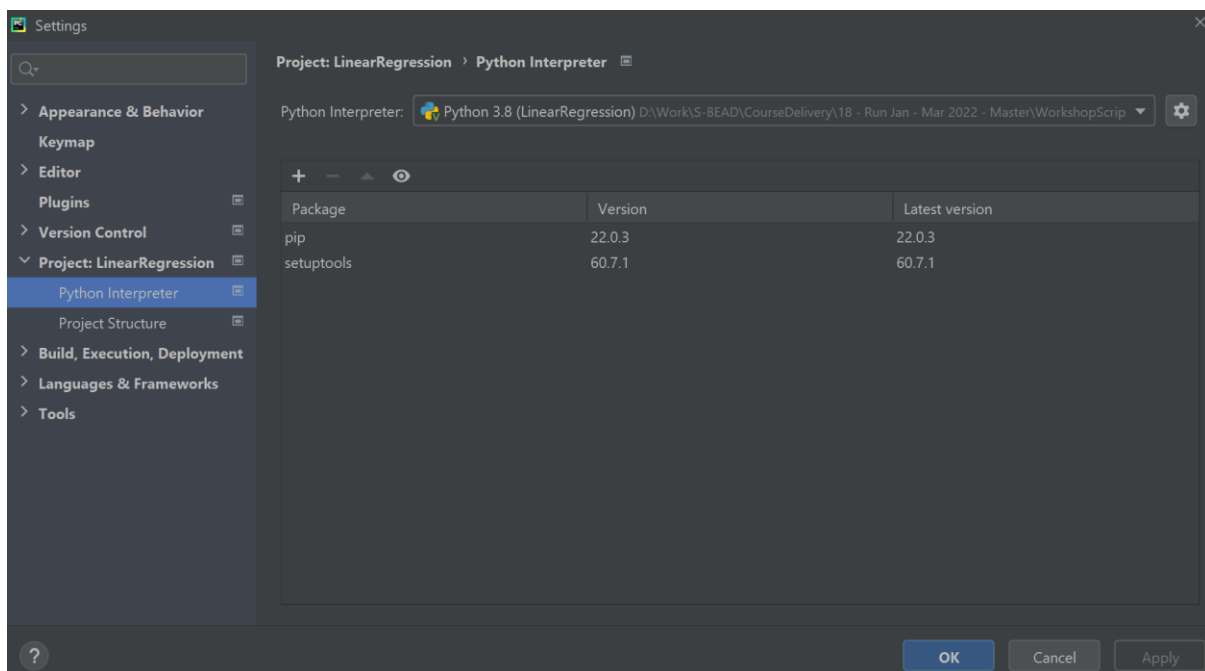 Settings
Project: LinearRegression › Python Interpreter
Appearance & Behavior
Keymap
Editor
Plugins
Version Control
Project: LinearRegression
Python Interpreter
Project Structure
Build, Execution, Deployment
Languages & Frameworks
Tools
Python Interpreter: Python 3.8 (LinearRegression) D:\Work\S-BEAD\CourseDelivery\18 - Run Jan - Mar 2022 - Master\WorkshopScrip
Package Version Latest version
pip 22.0.3 22.0.3
setuptools 60.7.1 60.7.1
? OK Cancel Apply